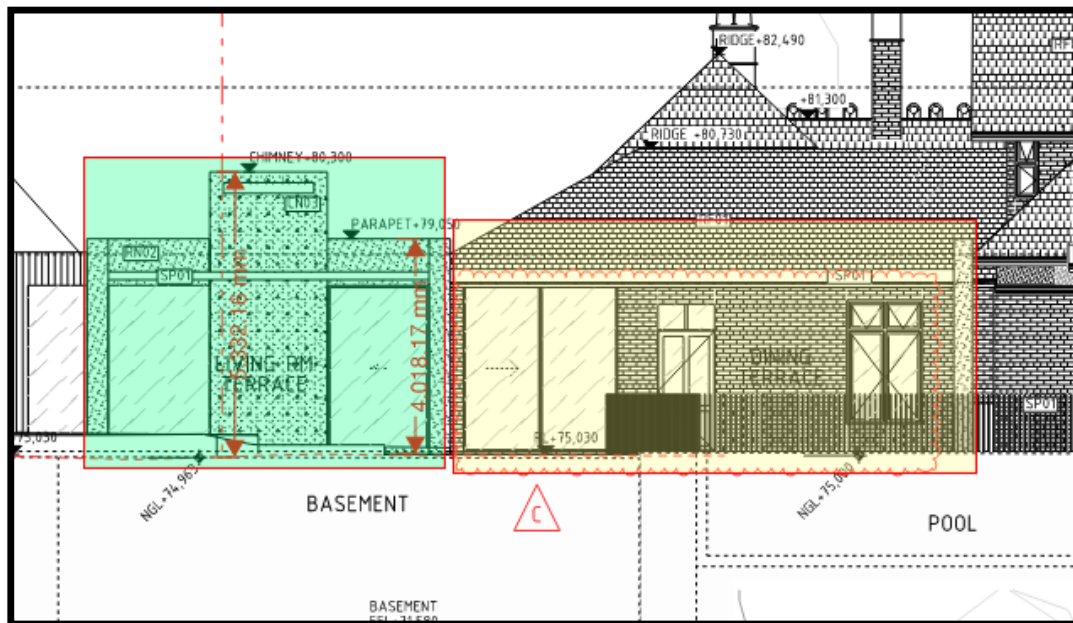 RIDGE+82,490
+81,300
RIDGE +80,730
CHIMNEY+80,300
LN03
PARAPET+79,050
RN02
SP01
SP01
5,332.16 mm
4,018.17 mm
LIVING RM
TERRACE
DINING
TERRACE
SP01
75,030
FL+75,030
NGL+74,963
NGL+75,000
BASEMENT
C
POOL
BASEMENT